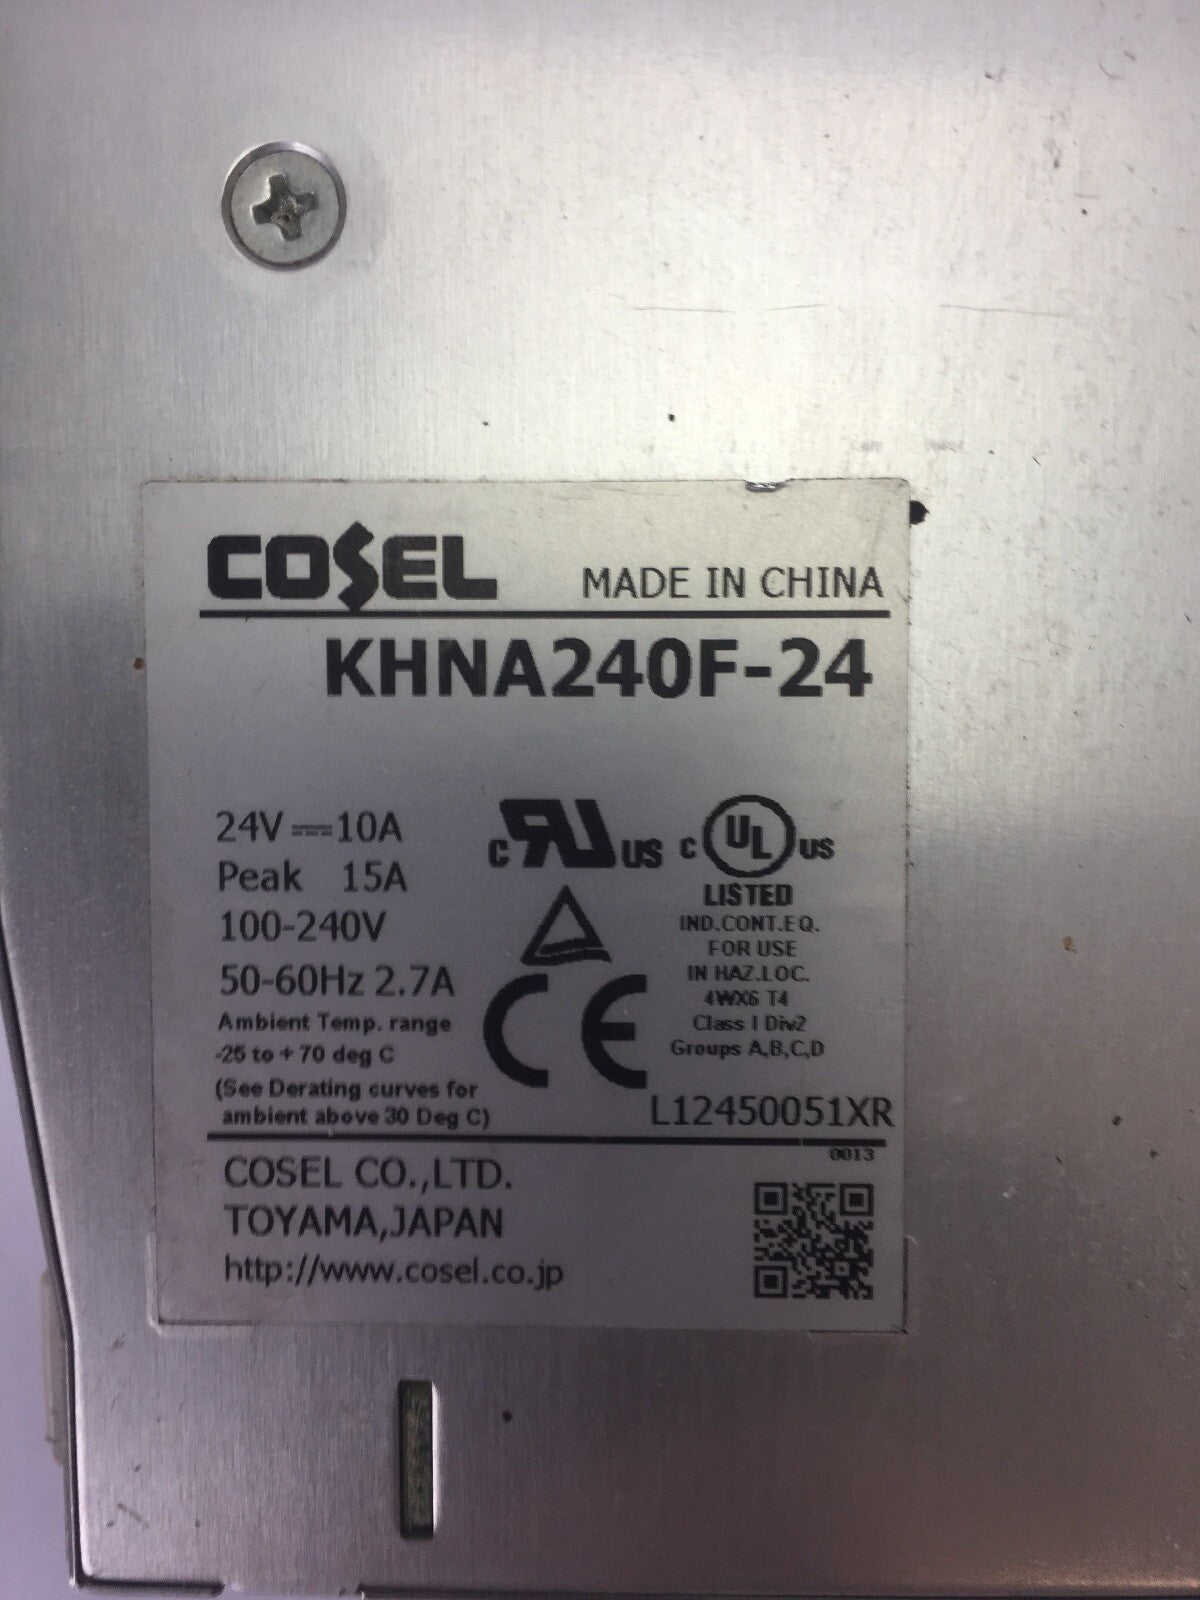 COSEL MADE IN CHINA
KHNA240F-24
24V ⎓ 10A
Peak 15A
100-240V
50-60Hz 2.7A
Ambient Temp. range
-25 to + 70 deg C
(See Derating curves for
ambient above 30 Deg C)
c RU US
c UL US
LISTED
IND.CONT.EQ.
FOR USE
IN HAZ.LOC.
4WX6 T4
Class I Div2
Groups A,B,C,D
CE
L12450051XR
0013
COSEL CO.,LTD.
TOYAMA,JAPAN
http://www.cosel.co.jp